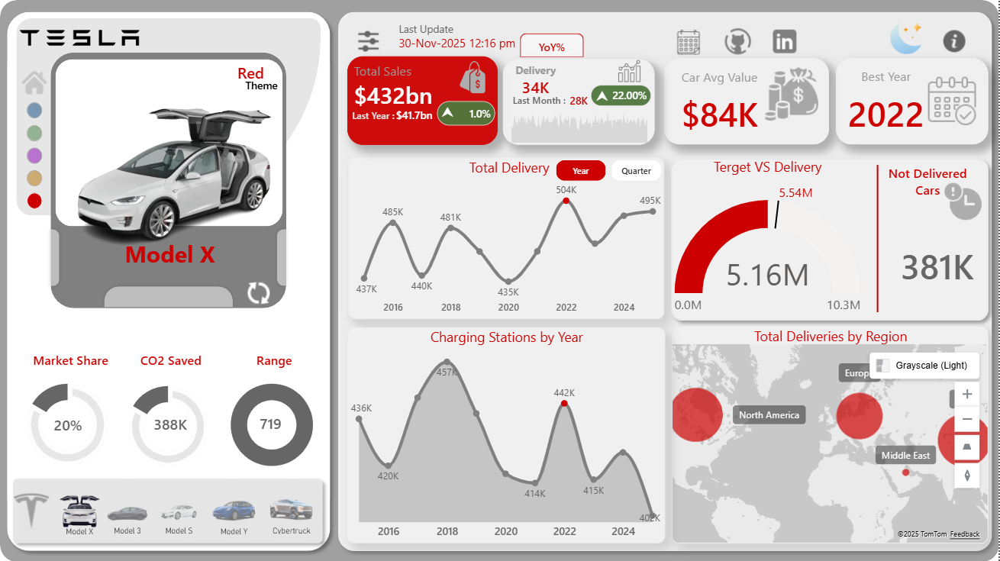 TESLA
Red
Theme
Model X
Market Share
CO2 Saved
Range
20%
388K
719
Model X
Model 3
Model S
Model Y
Cybertruck
Last Update
30-Nov-2025 12:16 pm
YoY%
Total Sales
$432bn
Last Year : $41.7bn
1.0%
Delivery
34K
Last Month : 28K
22.00%
Car Avg Value
$84K
Best Year
2022
Total Delivery
Year
Quarter
504K
495K
485K
481K
437K
440K
435K
2016
2018
2020
2022
2024
Terget VS Delivery
5.54M
5.16M
0.0M
10.3M
Not Delivered
Cars
381K
Charging Stations by Year
457K
442K
436K
420K
414K
415K
402K
2016
2018
2020
2022
2024
Total Deliveries by Region
Grayscale (Light)
North America
Middle East
©2025 TomTom Feedback